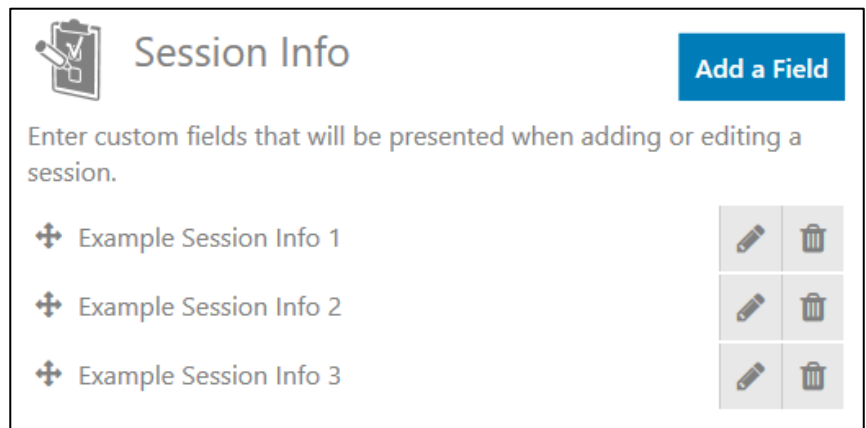 Session Info
Add a Field
Enter custom fields that will be presented when adding or editing a
session.
Example Session Info 1
Example Session Info 2
Example Session Info 3